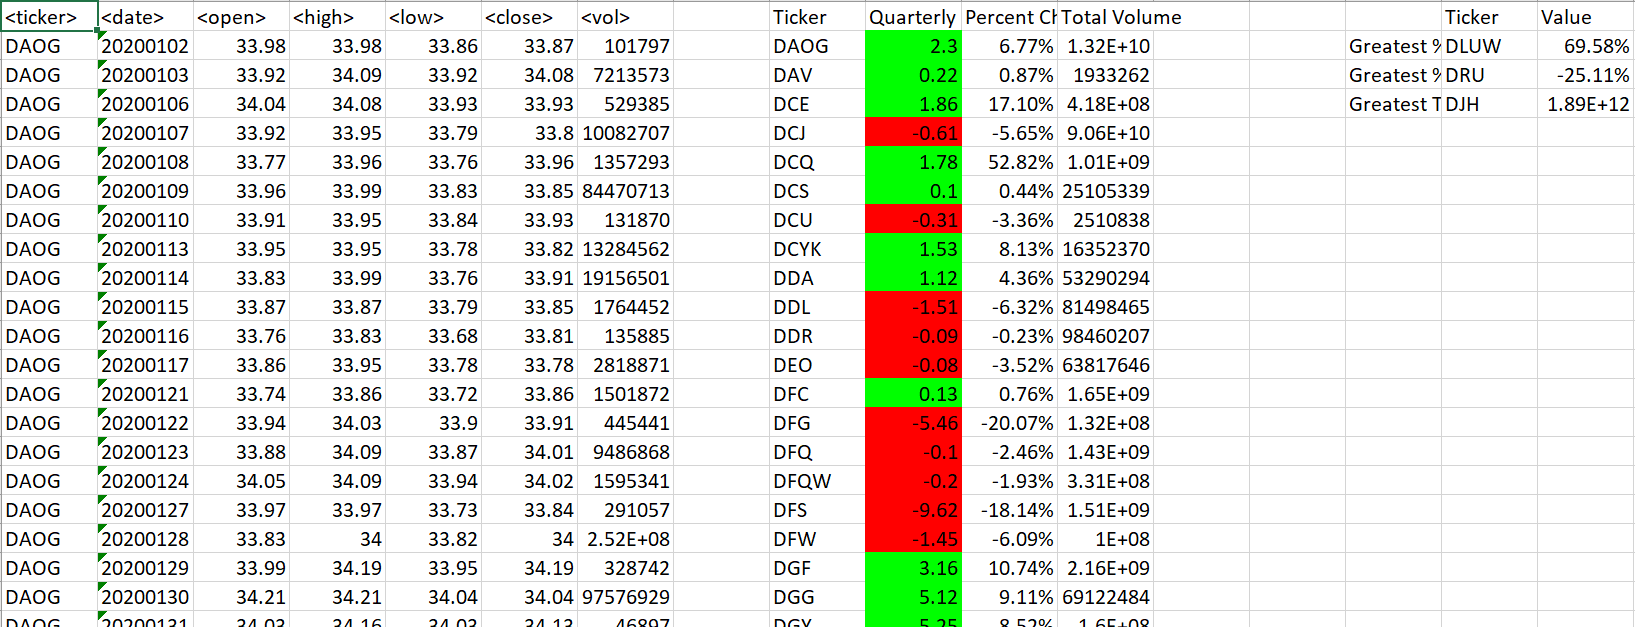 <ticker> <date> <open> <high> <low> <close> <vol> Ticker Quarterly Percent Ch Total Volume Ticker Value
DAOG 20200102 33.98 33.98 33.86 33.87 101797 DAOG 2.3 6.77% 1.32E+10 Greatest % DLUW 69.58%
DAOG 20200103 33.92 34.09 33.92 34.08 7213573 DAV 0.22 0.87% 1933262 Greatest % DRU -25.11%
DAOG 20200106 34.04 34.08 33.93 33.93 529385 DCE 1.86 17.10% 4.18E+08 Greatest T DJH 1.89E+12
DAOG 20200107 33.92 33.95 33.79 33.8 10082707 DCJ -0.61 -5.65% 9.06E+10
DAOG 20200108 33.77 33.96 33.76 33.96 1357293 DCQ 1.78 52.82% 1.01E+09
DAOG 20200109 33.96 33.99 33.83 33.85 84470713 DCS 0.1 0.44% 25105339
DAOG 20200110 33.91 33.95 33.84 33.93 131870 DCU -0.31 -3.36% 2510838
DAOG 20200113 33.95 33.95 33.78 33.82 13284562 DCYK 1.53 8.13% 16352370
DAOG 20200114 33.83 33.99 33.76 33.91 19156501 DDA 1.12 4.36% 53290294
DAOG 20200115 33.87 33.87 33.79 33.85 1764452 DDL -1.51 -6.32% 81498465
DAOG 20200116 33.76 33.83 33.68 33.81 135885 DDR -0.09 -0.23% 98460207
DAOG 20200117 33.86 33.95 33.78 33.78 2818871 DEO -0.08 -3.52% 63817646
DAOG 20200121 33.74 33.86 33.72 33.86 1501872 DFC 0.13 0.76% 1.65E+09
DAOG 20200122 33.94 34.03 33.9 33.91 445441 DFG -5.46 -20.07% 1.32E+08
DAOG 20200123 33.88 34.09 33.87 34.01 9486868 DFQ -0.1 -2.46% 1.43E+09
DAOG 20200124 34.05 34.09 33.94 34.02 1595341 DFQW -0.2 -1.93% 3.31E+08
DAOG 20200127 33.97 33.97 33.73 33.84 291057 DFS -9.62 -18.14% 1.51E+09
DAOG 20200128 33.83 34 33.82 34 2.52E+08 DFW -1.45 -6.09% 1E+08
DAOG 20200129 33.99 34.19 33.95 34.19 328742 DGF 3.16 10.74% 2.16E+09
DAOG 20200130 34.21 34.21 34.04 34.04 97576929 DGG 5.12 9.11% 69122484
DAOG 20200131 34.03 34.16 34.03 34.13 46897 DGY 5.25 8.52% 1.6E+08